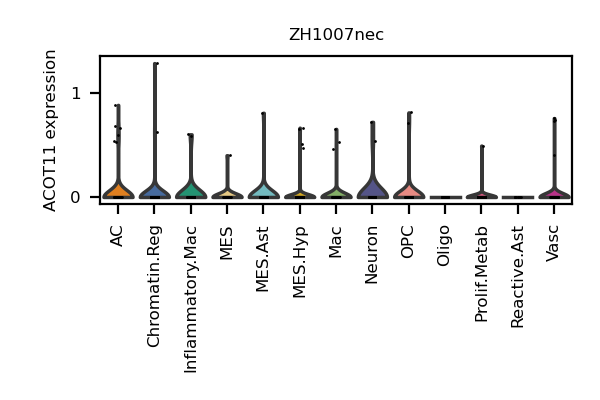 ZH1007nec
ACOT11 expression
1
0
AC
Chromatin.Reg
Inflammatory.Mac
MES
MES.Ast
MES.Hyp
Mac
Neuron
OPC
Oligo
Prolif.Metab
Reactive.Ast
Vasc